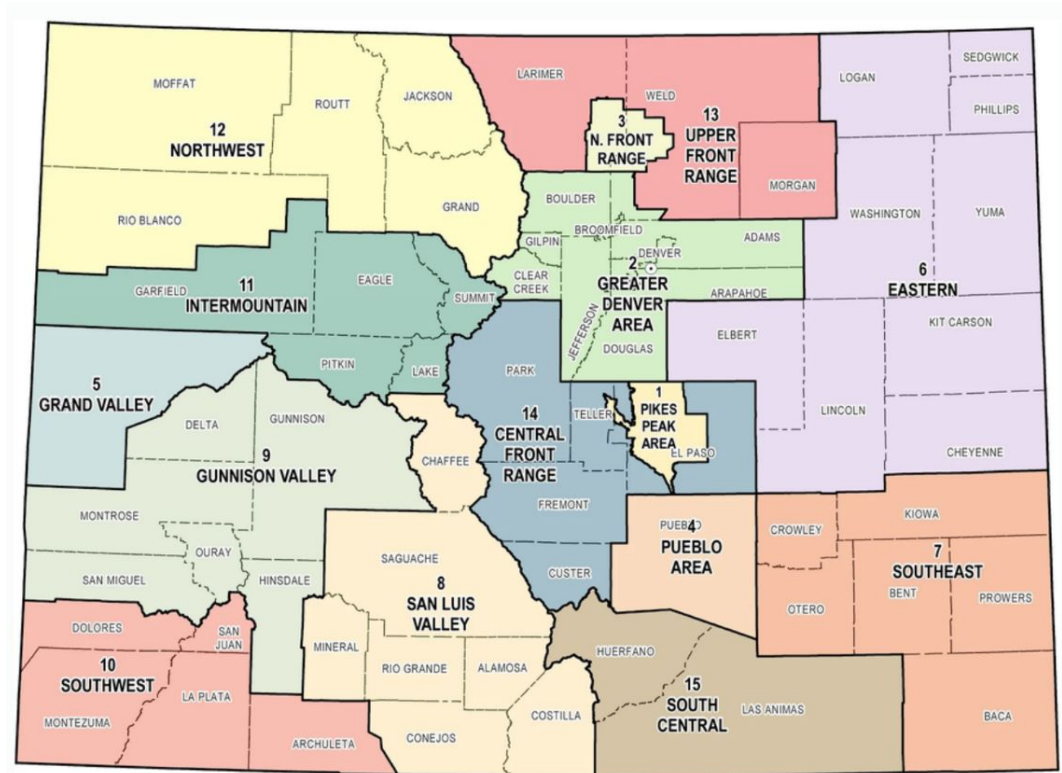 MOFFAT
ROUTT
JACKSON
LARIMER
WELD
LOGAN
SEDGWICK
PHILLIPS
12
NORTHWEST
3
N. FRONT
RANGE
13
UPPER
FRONT
RANGE
MORGAN
RIO BLANCO
GRAND
BOULDER
BROOMFIELD
GILPIN
CLEAR
CREEK
DENVER
ADAMS
WASHINGTON
YUMA
2
GREATER
DENVER
AREA
ARAPAHOE
JEFFERSON
DOUGLAS
6
EASTERN
ELBERT
KIT CARSON
LINCOLN
CHEYENNE
GARFIELD
11
INTERMOUNTAIN
EAGLE
SUMMIT
PITKIN
LAKE
5
GRAND VALLEY
PARK
14
CENTRAL
FRONT
RANGE
TELLER
1
PIKES
PEAK
AREA
EL PASO
DELTA
GUNNISON
9
GUNNISON VALLEY
CHAFFEE
FREMONT
CUSTER
MONTROSE
OURAY
SAN MIGUEL
HINSDALE
SAGUACHE
8
SAN LUIS
VALLEY
PUEBLO
4
PUEBLO
AREA
CROWLEY
KIOWA
7
SOUTHEAST
BENT
OTERO
PROWERS
DOLORES
SAN
JUAN
10
SOUTHWEST
LA PLATA
MONTEZUMA
ARCHULETA
MINERAL
RIO GRANDE
ALAMOSA
CONEJOS
COSTILLA
HUERFANO
15
SOUTH
CENTRAL
LAS ANIMAS
BACA